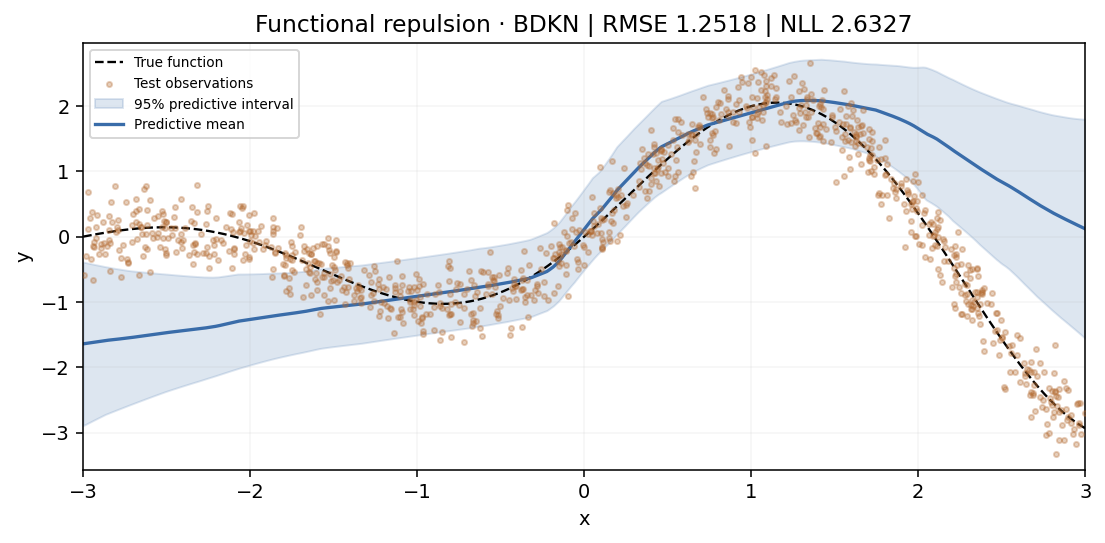 Functional repulsion · BDKN | RMSE 1.2518 | NLL 2.6327
True function
Test observations
95% predictive interval
Predictive mean
y
2
1
0
−1
−2
−3
−3
−2
−1
0
1
2
3
x